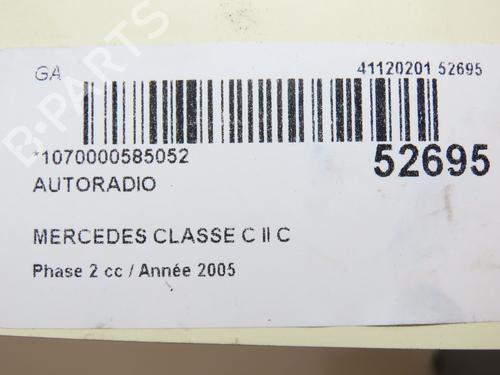 GA
41120201 52695
*1070000585052
52695
AUTORADIO
MERCEDES CLASSE C II C
Phase 2 cc / Année 2005
B-PARTS